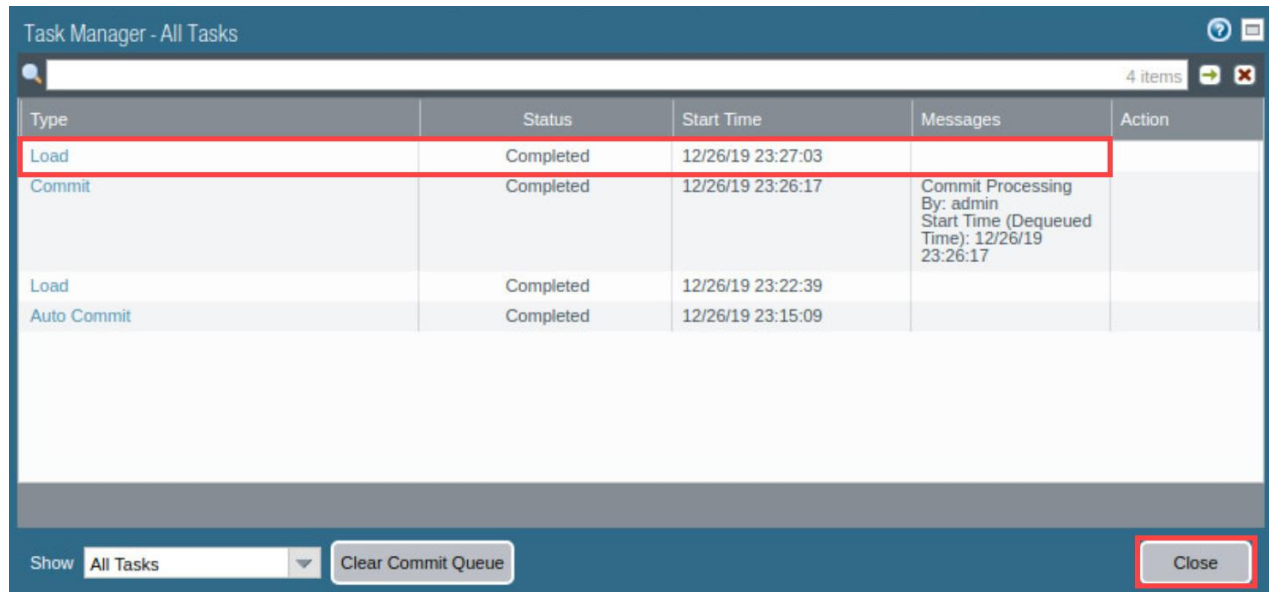 Task Manager - All Tasks
4 items
Type Status Start Time Messages Action
Load Completed 12/26/19 23:27:03
Commit Completed 12/26/19 23:26:17 Commit Processing
By: admin
Start Time (Dequeued
Time): 12/26/19
23:26:17
Load Completed 12/26/19 23:22:39
Auto Commit Completed 12/26/19 23:15:09
Show All Tasks Clear Commit Queue Close